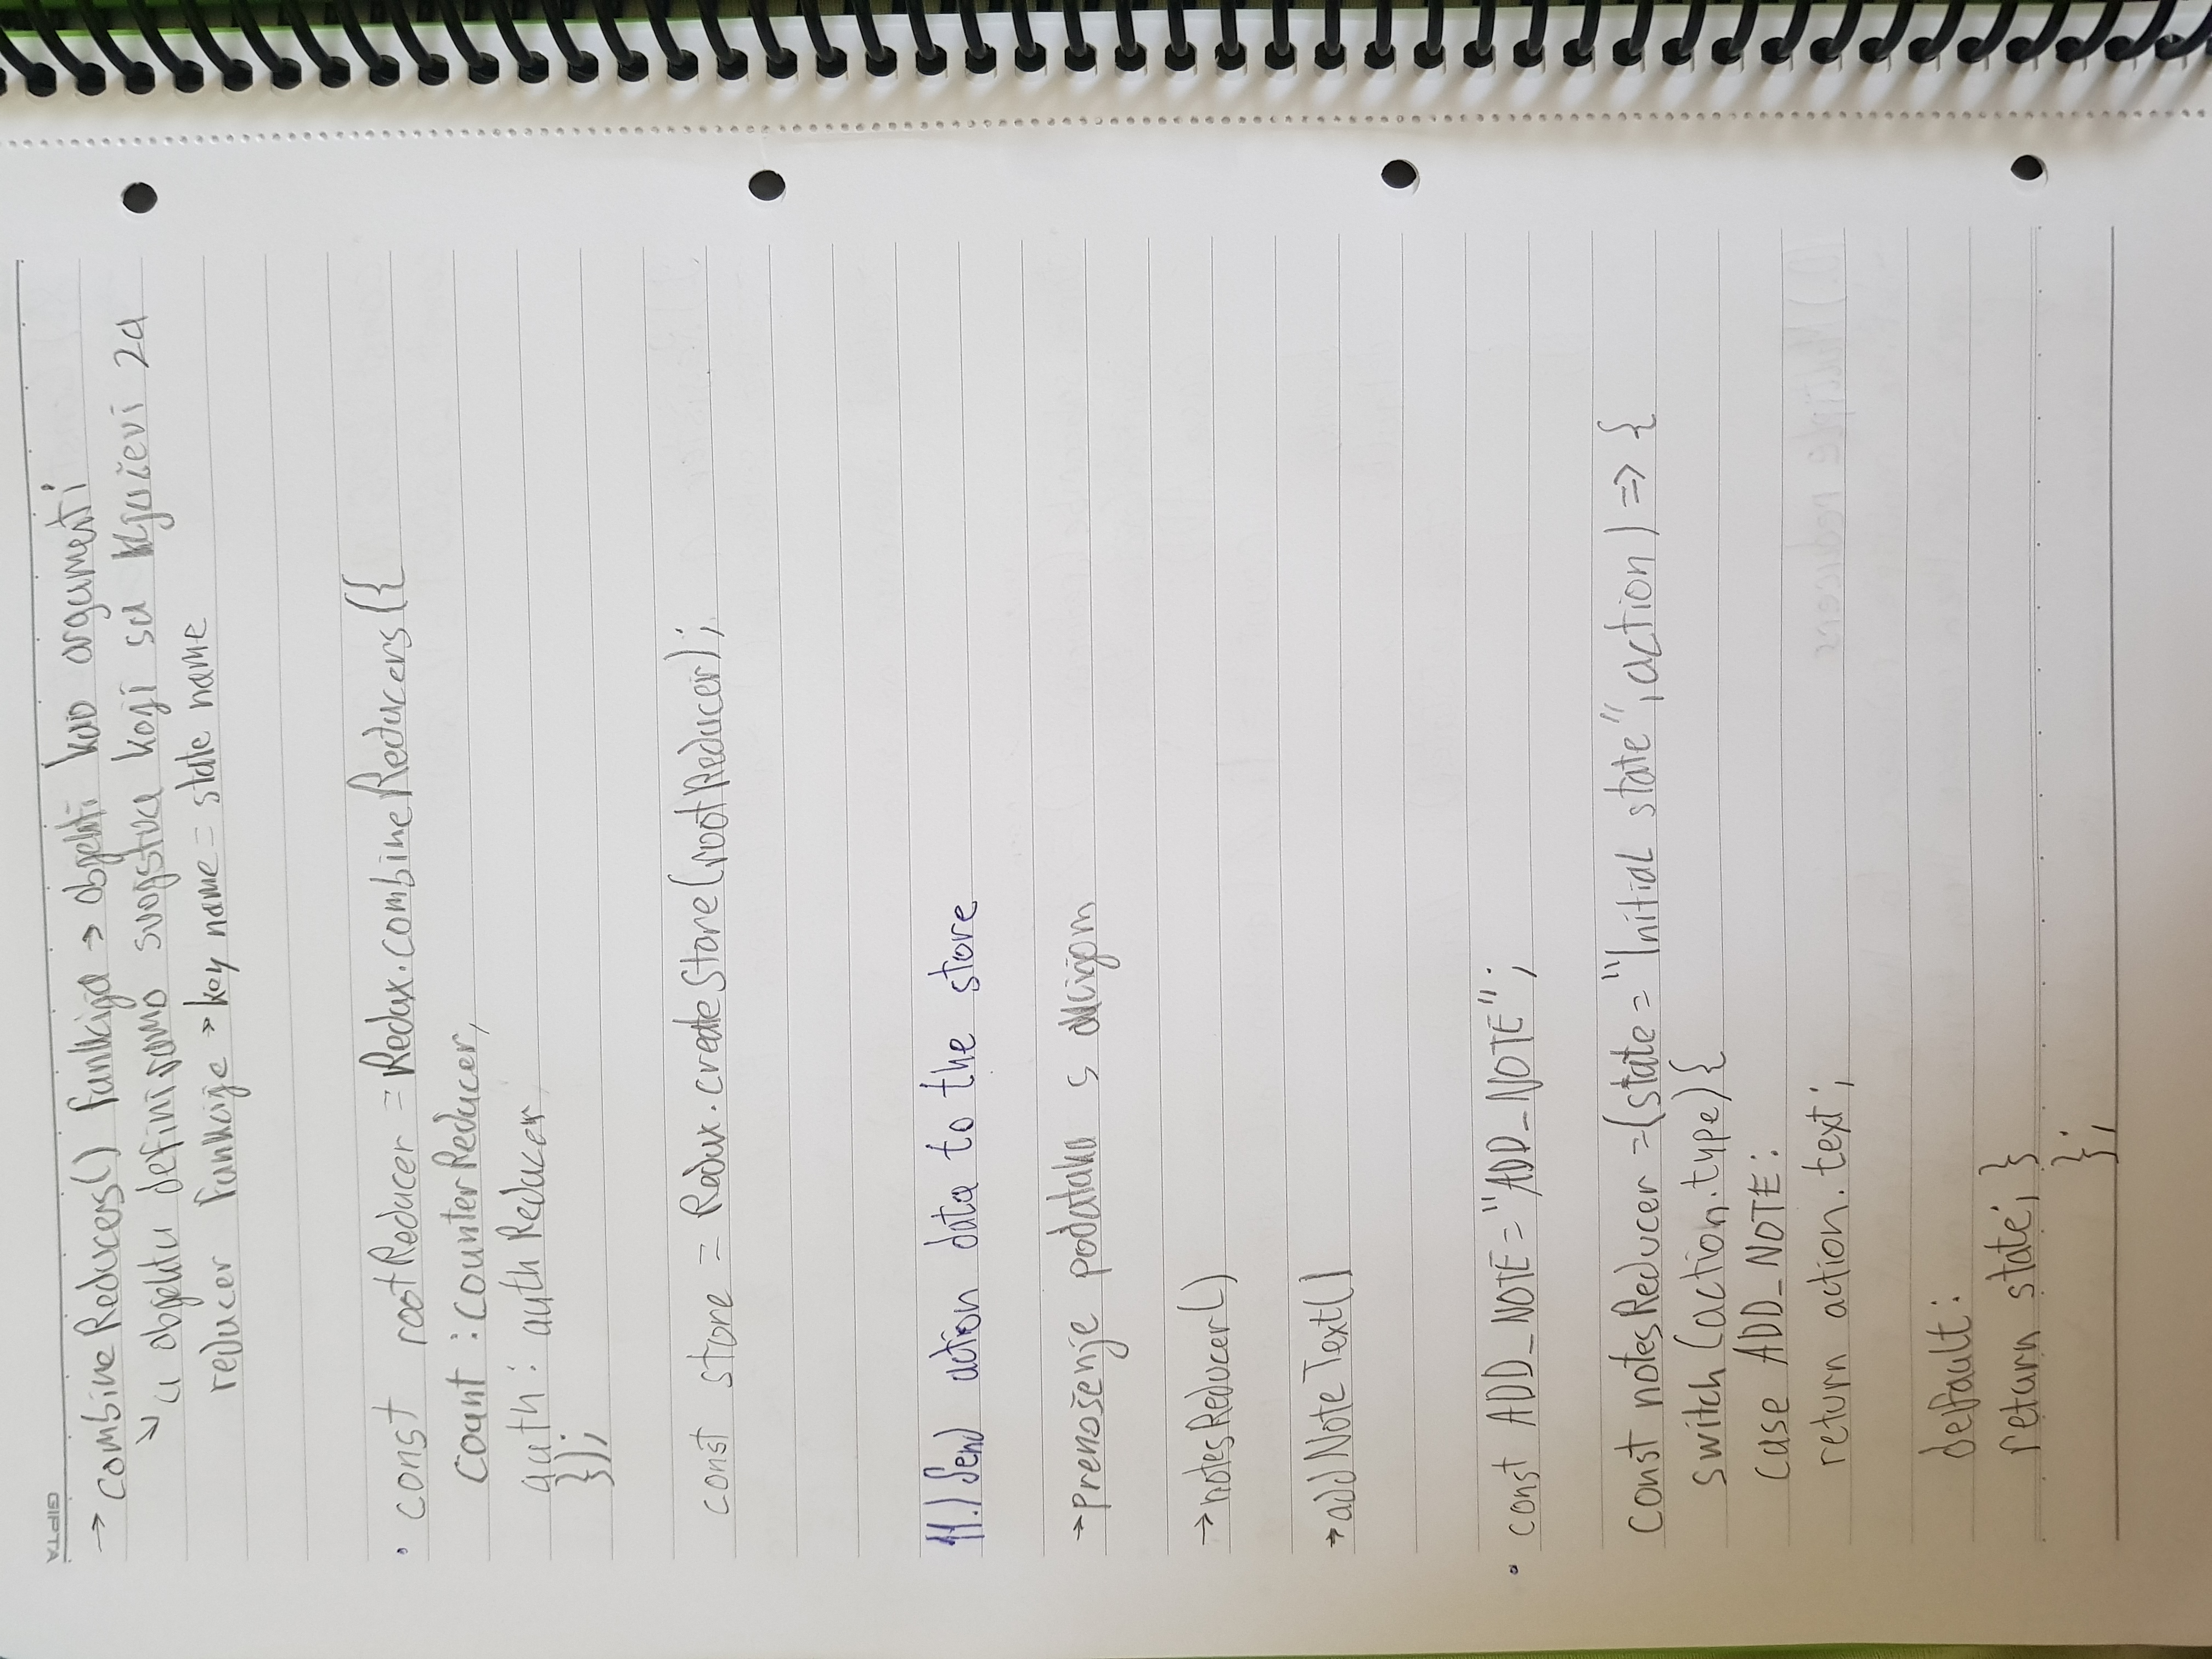 GIPTA
→ combineReducers() funkcija → objekti kao argumenti
↘ u objektu definiramo svojstva koji su ključevi za
reducer funkcije → key name = state name
• const rootReducer = Redux.combineReducers({
count : counterReducer,
auth : authReducer
});
const store = Redux.createStore(rootReducer);
11.) Send action data to the store
→ prenošenje podataka s akcijom
→ notesReducer()
→ addNoteText()
• const ADD_NOTE = "ADD_NOTE";
const notesReducer = (state = "Initial state", action) => {
switch (action.type) {
case ADD_NOTE:
return action.text;
default:
return state; }
};